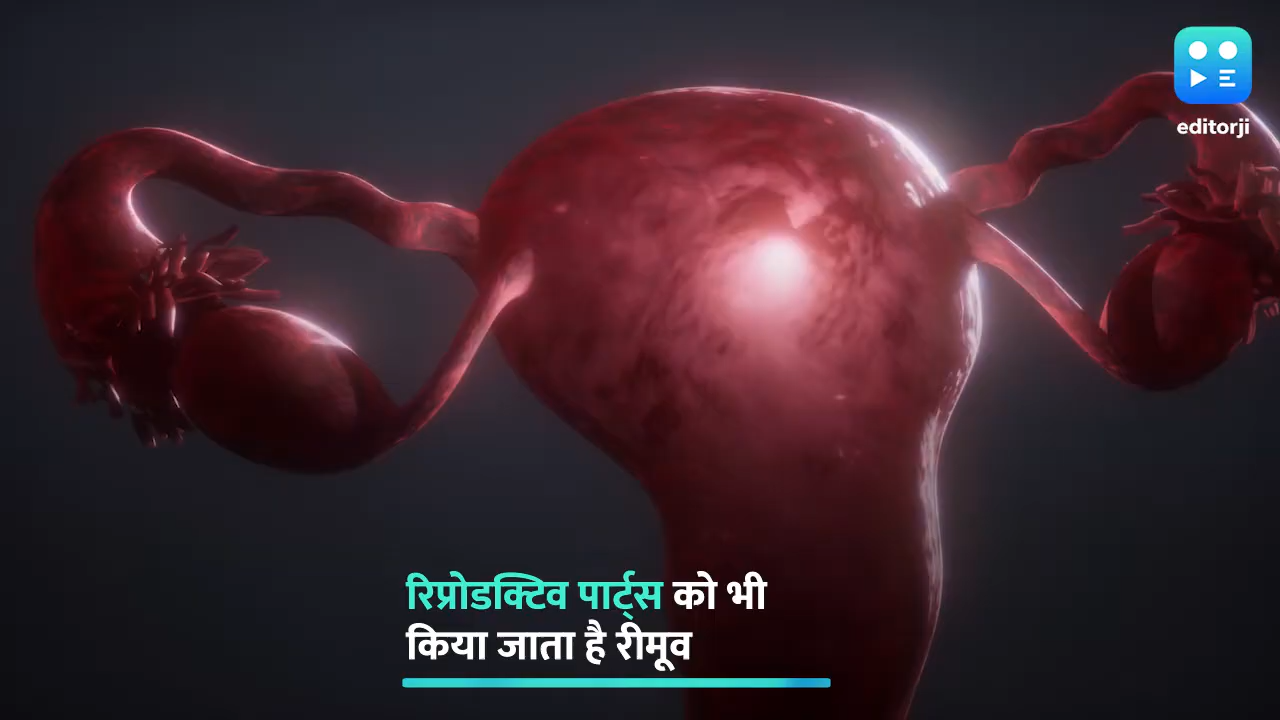 editorji
रिप्रोडक्टिव पार्ट्स को भी
किया जाता है रीमूव